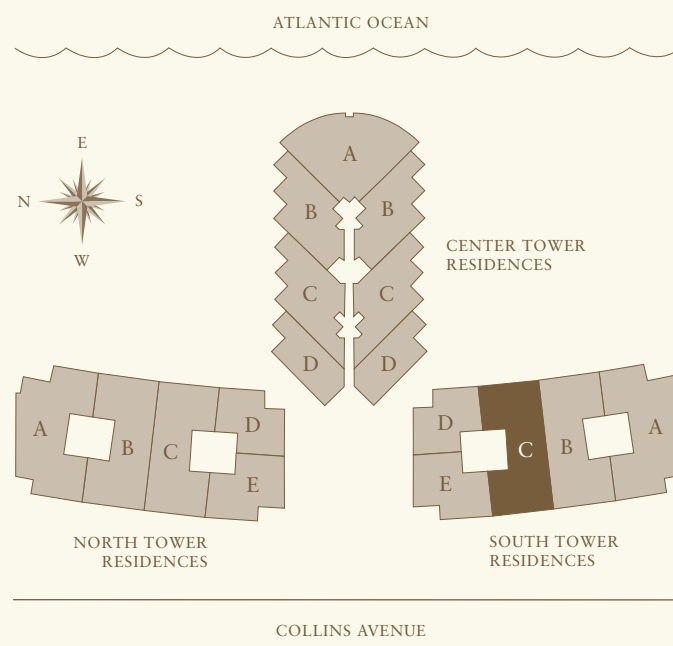 ATLANTIC OCEAN
E
N
S
W
A
B
B
CENTER TOWER
RESIDENCES
C
C
D
D
A
B
C
D
E
D
E
C
B
A
NORTH TOWER
RESIDENCES
SOUTH TOWER
RESIDENCES
COLLINS AVENUE